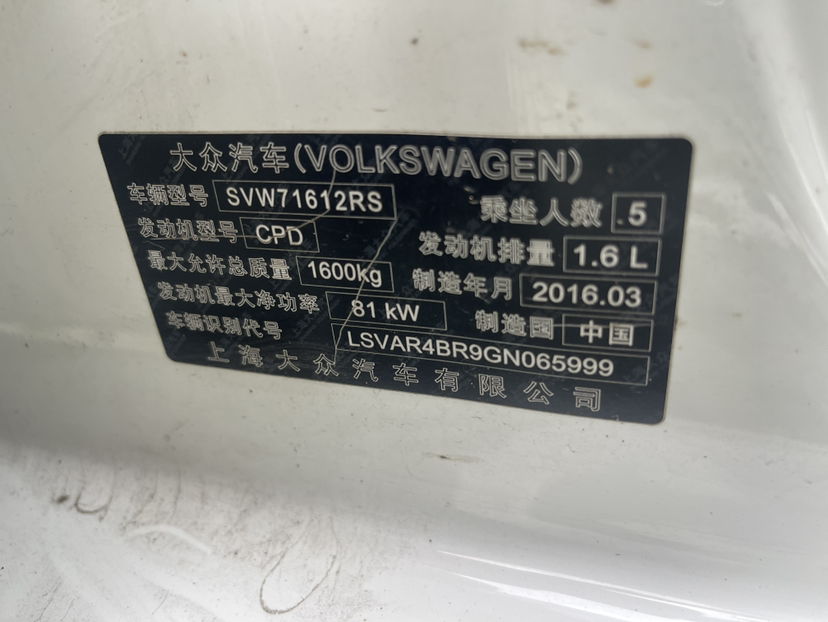 大众汽车(VOLKSWAGEN)
车辆型号 SVW71612RS 乘坐人数 5
发动机型号 CPD 发动机排量 1.6 L
最大允许总质量 1600kg 制造年月 2016.03
发动机最大净功率 81 kW 制造国 中国
车辆识别代号 LSVAR4BR9GN065999
上海大众汽车有限公司